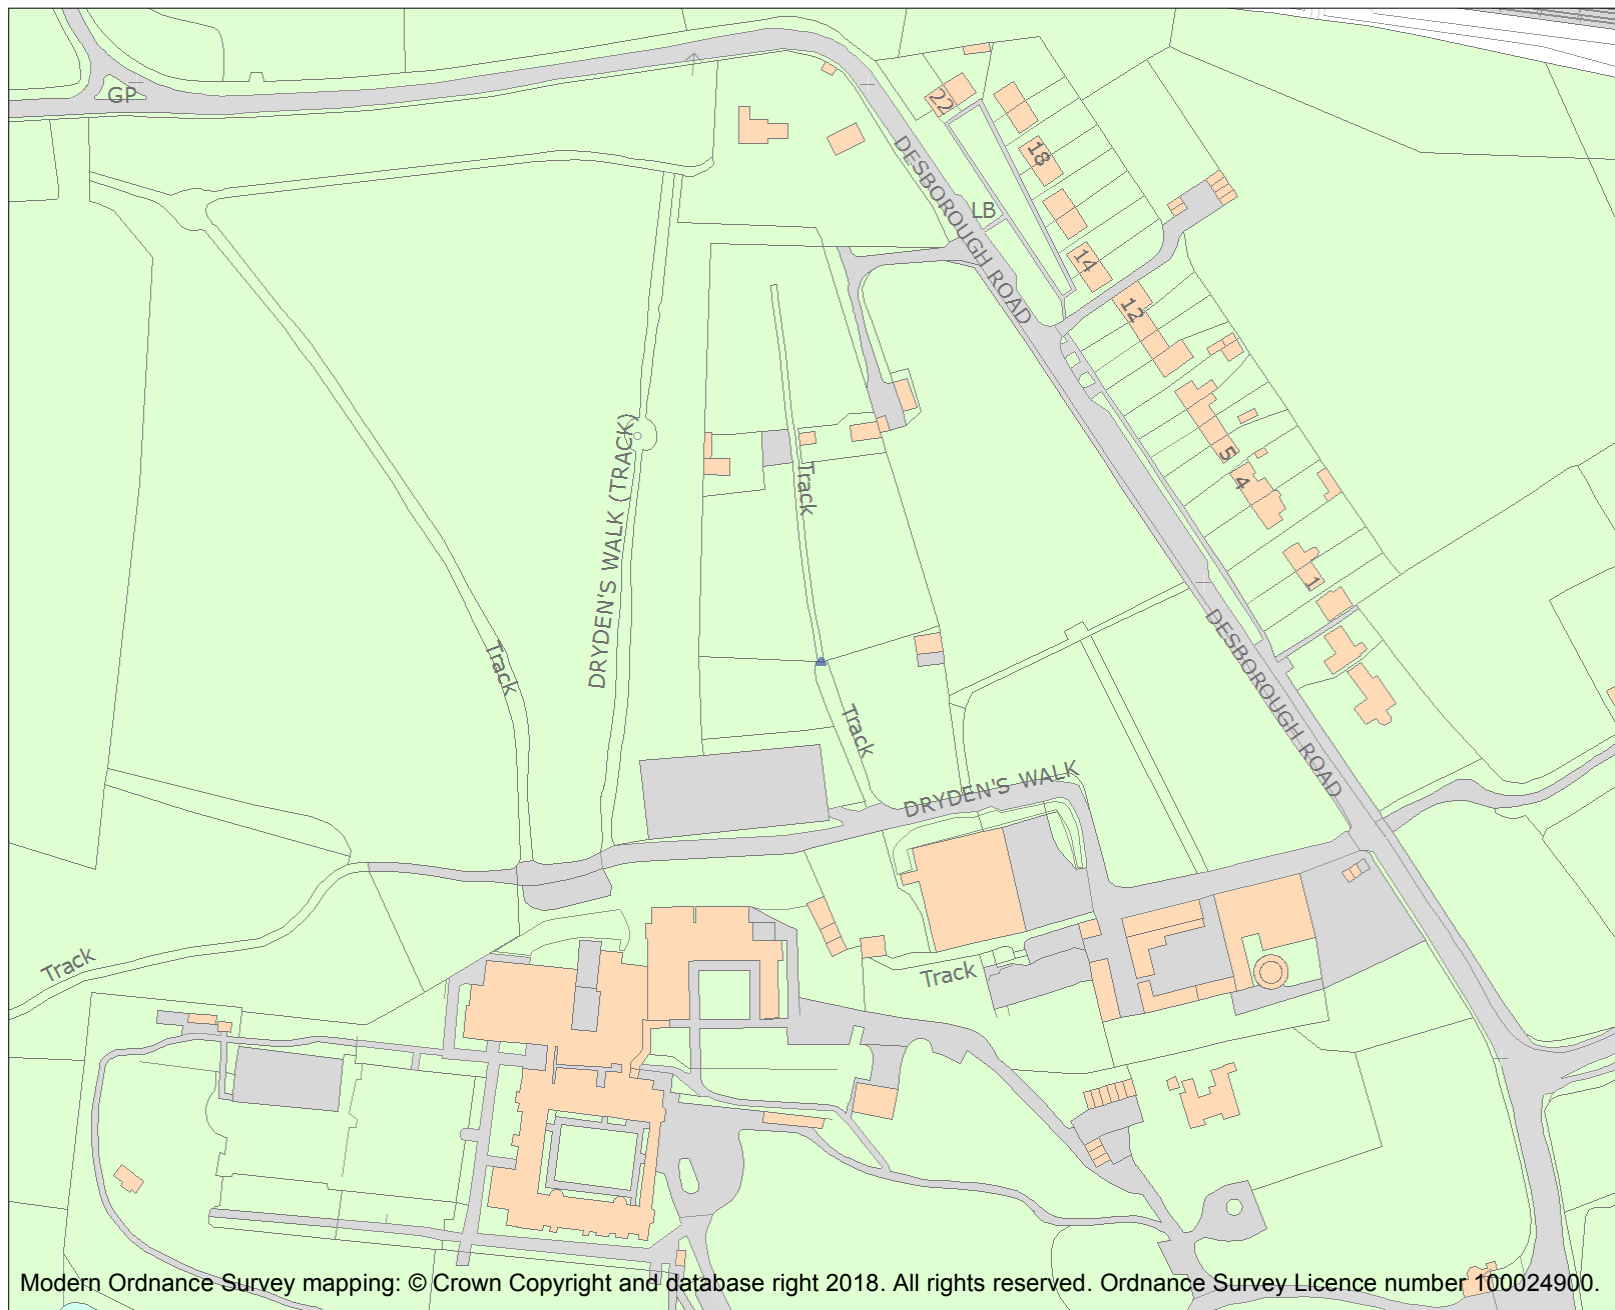 GP
22
DESBOROUGH ROAD
18
LB
14
12
DRYDEN'S WALK (TRACK)
Track
5
4
1
Track
DESBOROUGH ROAD
Track
DRYDEN'S WALK
Track
Track
Modern Ordnance Survey mapping: © Crown Copyright and database right 2018. All rights reserved. Ordnance Survey Licence number 100024900.